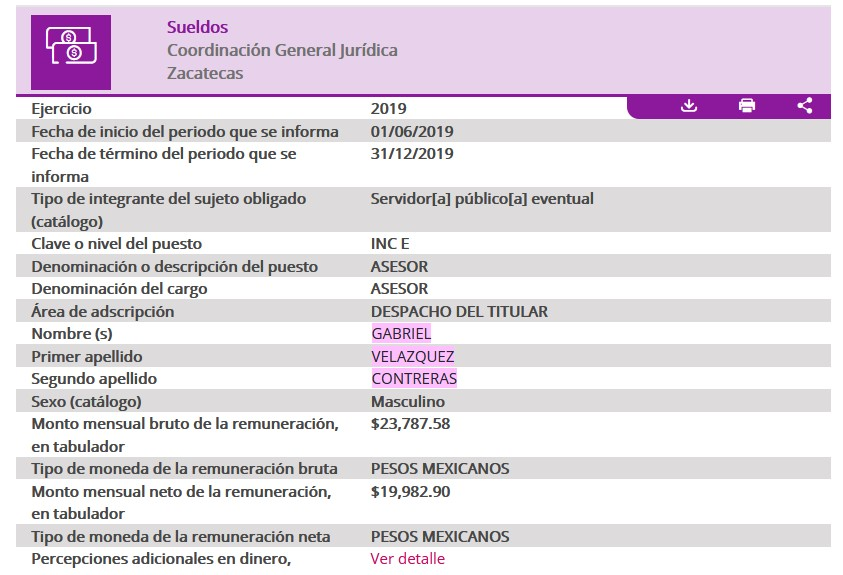 Sueldos
Coordinación General Jurídica
Zacatecas
Ejercicio 2019
Fecha de inicio del periodo que se informa 01/06/2019
Fecha de término del periodo que se 31/12/2019
informa
Tipo de integrante del sujeto obligado Servidor[a] público[a] eventual
(catálogo)
Clave o nivel del puesto INC E
Denominación o descripción del puesto ASESOR
Denominación del cargo ASESOR
Área de adscripción DESPACHO DEL TITULAR
Nombre (s) GABRIEL
Primer apellido VELAZQUEZ
Segundo apellido CONTRERAS
Sexo (catálogo) Masculino
Monto mensual bruto de la remuneración, $23,787.58
en tabulador
Tipo de moneda de la remuneración bruta PESOS MEXICANOS
Monto mensual neto de la remuneración, $19,982.90
en tabulador
Tipo de moneda de la remuneración neta PESOS MEXICANOS
Percepciones adicionales en dinero, Ver detalle